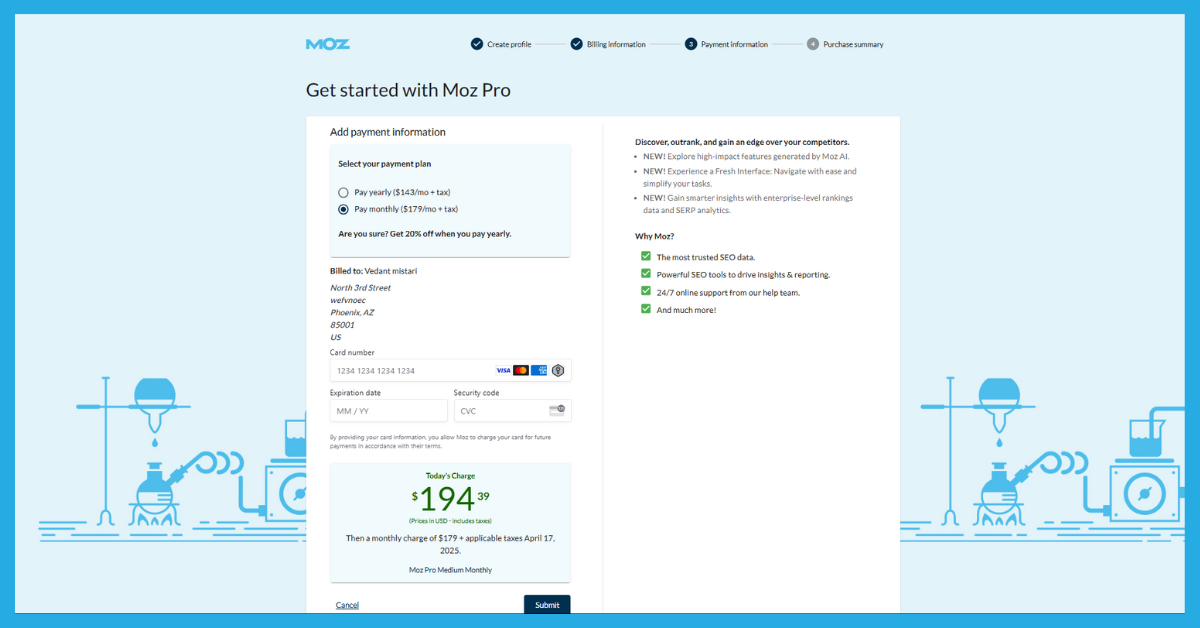 MOZ
Create profile
Billing information
3 Payment information
4 Purchase summary
Get started with Moz Pro
Add payment information
Select your payment plan
Pay yearly ($143/mo + tax)
Pay monthly ($179/mo + tax)
Are you sure? Get 20% off when you pay yearly.
Billed to: Vedant mistari
North 3rd Street
wefvnoec
Phoenix, AZ
85001
US
Card number
1234 1234 1234 1234
VISA
Expiration date
Security code
MM / YY
CVC
By providing your card information, you allow Moz to charge your card for future
payments in accordance with their terms.
Today's Charge
$194 39
(Prices in USD - includes taxes)
Then a monthly charge of $179 + applicable taxes April 17,
2025.
Moz Pro Medium Monthly
Cancel
Submit
Discover, outrank, and gain an edge over your competitors.
• NEW! Explore high-impact features generated by Moz AI.
• NEW! Experience a Fresh Interface: Navigate with ease and
simplify your tasks.
• NEW! Gain smarter insights with enterprise-level rankings
data and SERP analytics.
Why Moz?
The most trusted SEO data.
Powerful SEO tools to drive insights & reporting.
24/7 online support from our help team.
And much more!